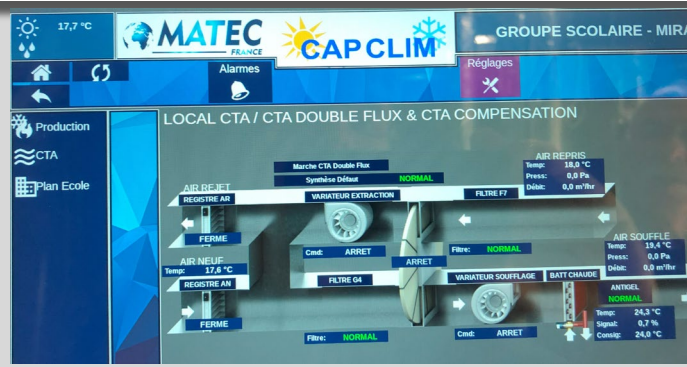 17,7 °C
MATEC
FRANCE
CAP CLIM
GROUPE SCOLAIRE - MIRA
Alarmes
Réglages
Production
CTA
Plan Ecole
LOCAL CTA / CTA DOUBLE FLUX & CTA COMPENSATION
Marche CTA Double Flux
Synthèse Défaut NORMAL
AIR REPRIS
Temp: 18,0 °C
Press: 0,0 Pa
Débit: 0,0 m³/hr
AIR REJET
REGISTRE AR
VARIATEUR EXTRACTION
FILTRE F7
FERME
Cmd: ARRET
Filtre: NORMAL
AIR SOUFFLE
Temp: 19,4 °C
Press: 0,0 Pa
Débit: 0,0 m³/hr
AIR NEUF
Temp: 17,6 °C
ARRET
REGISTRE AN
FILTRE G4
VARIATEUR SOUFFLAGE
BATT CHAUDE
ANTIGEL
NORMAL
FERME
Filtre: NORMAL
Cmd: ARRET
Temp: 24,3 °C
Signal: 0,7 %
Consig: 24,0 °C